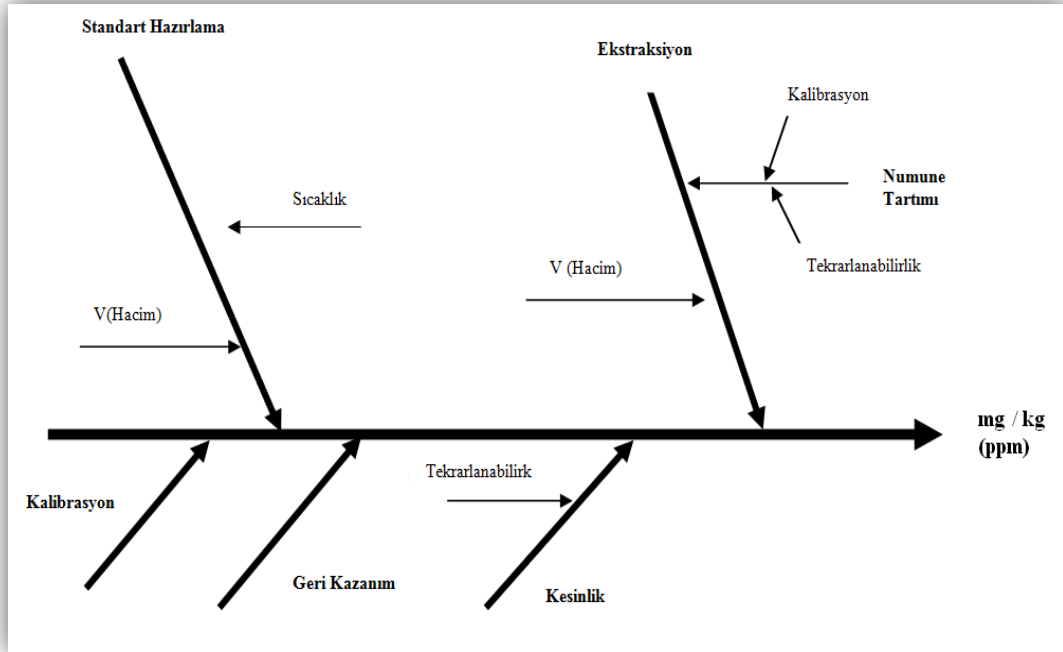 Standart Hazırlama
Ekstraksiyon
Kalibrasyon
Numune
Tartımı
Sıcaklık
Tekrarlanabilirlik
V (Hacim)
V(Hacim)
mg / kg
(ppm)
Tekrarlanabilirk
Kalibrasyon
Geri Kazanım
Kesinlik